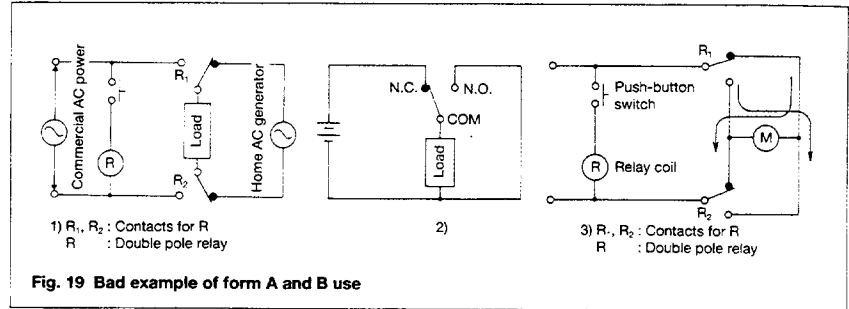 Commercial AC power
R
R₁
Load
R₂
Home AC generator
1) R₁, R₂ : Contacts for R
R : Double pole relay
N.C.
N.O.
COM
Load
2)
R₁
Push-button
switch
M
R
Relay coil
R₂
3) R₁, R₂ : Contacts for R
R : Double pole relay
Fig. 19 Bad example of form A and B use